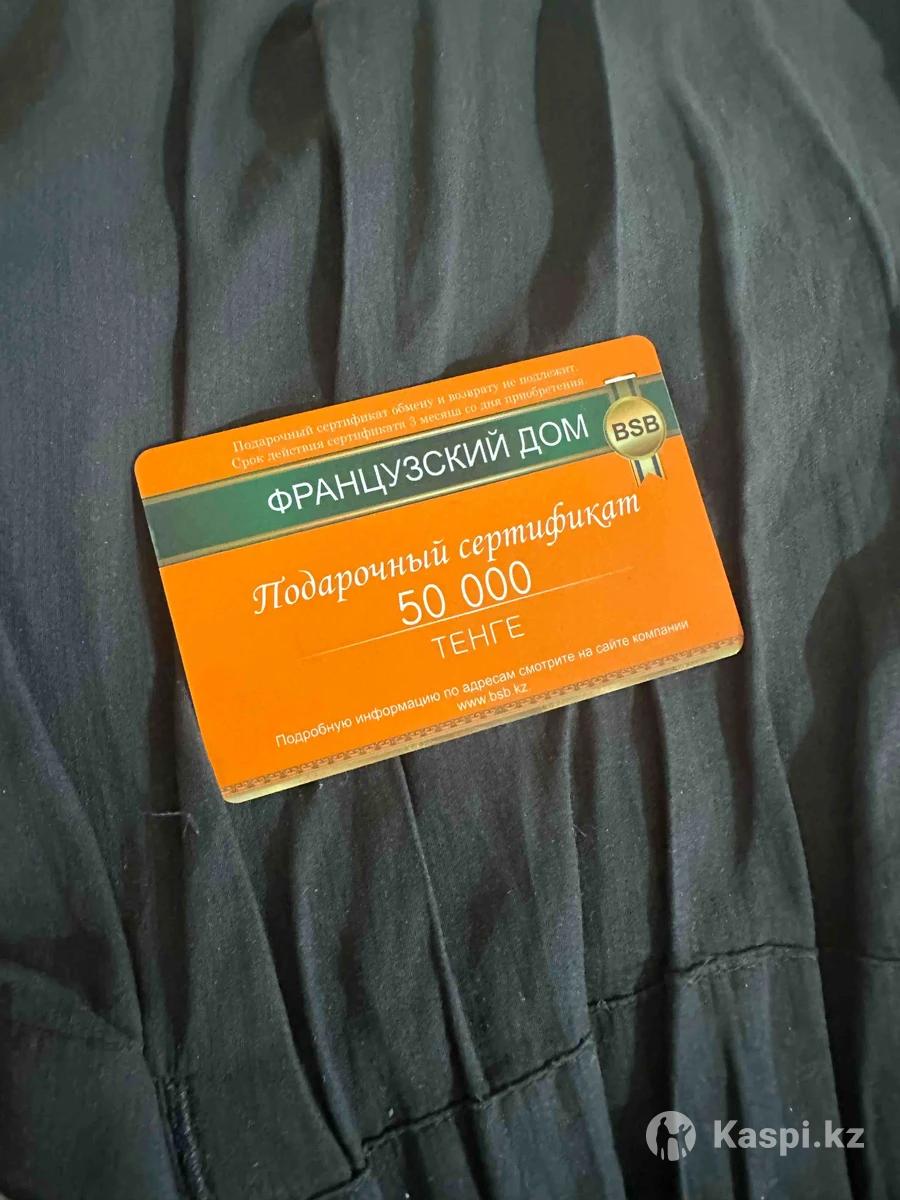 Подарочный сертификат обмену и возврату не подлежит.
Срок действия сертификата 3 месяца со дня приобретения.
ФРАНЦУЗСКИЙ ДОМ
BSB
Подарочный сертификат
50 000
ТЕНГЕ
Подробную информацию по адресам смотрите на сайте компании
www.bsb.kz
Kaspi.kz